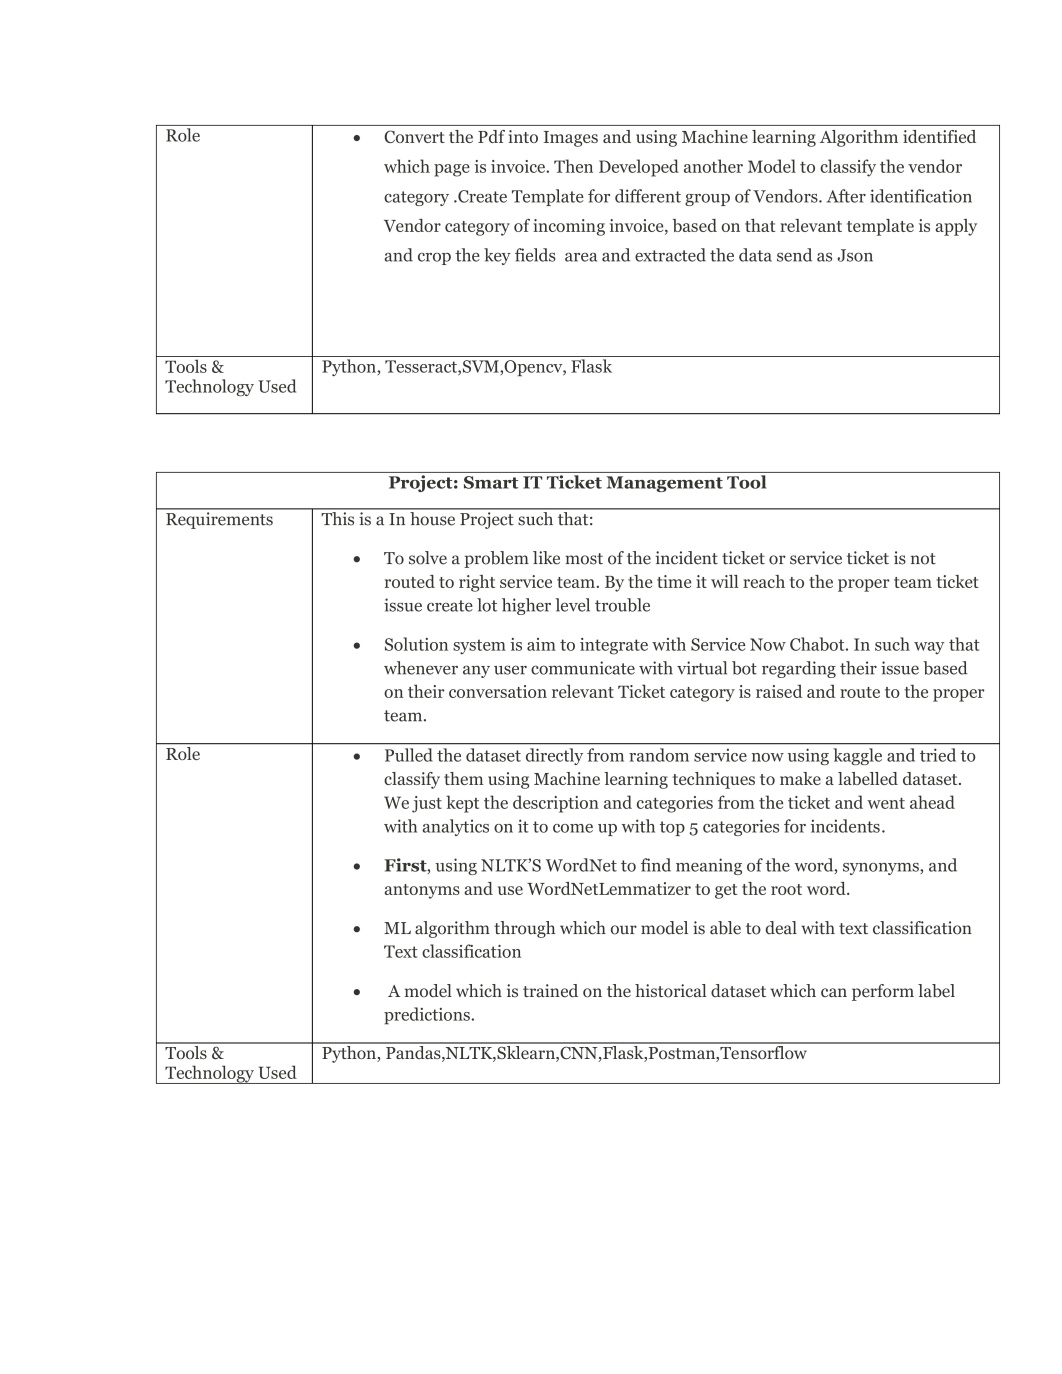 Role
• Convert the Pdf into Images and using Machine learning Algorithm identified
which page is invoice. Then Developed another Model to classify the vendor
category .Create Template for different group of Vendors. After identification
Vendor category of incoming invoice, based on that relevant template is apply
and crop the key fields  area and extracted the data send as Json
Tools &
Technology Used
Python, Tesseract,SVM,Opencv, Flask
Project: Smart IT Ticket Management Tool
Requirements
This is a In house Project such that:
• To solve a problem like most of the incident ticket or service ticket is not
routed to right service team. By the time it will reach to the proper team ticket
issue create lot higher level trouble
• Solution system is aim to integrate with Service Now Chabot. In such way that
whenever any user communicate with virtual bot regarding their issue based
on their conversation relevant Ticket category is raised and route to the proper
team.
Role
• Pulled the dataset directly from random service now using kaggle and tried to
classify them using Machine learning techniques to make a labelled dataset.
We just kept the description and categories from the ticket and went ahead
with analytics on it to come up with top 5 categories for incidents.
• First, using NLTK’S WordNet to find meaning of the word, synonyms, and
antonyms and use WordNetLemmatizer to get the root word.
• ML algorithm through which our model is able to deal with text classification
Text classification
• A model which is trained on the historical dataset which can perform label
predictions.
Tools &
Technology Used
Python, Pandas,NLTK,Sklearn,CNN,Flask,Postman,Tensorflow